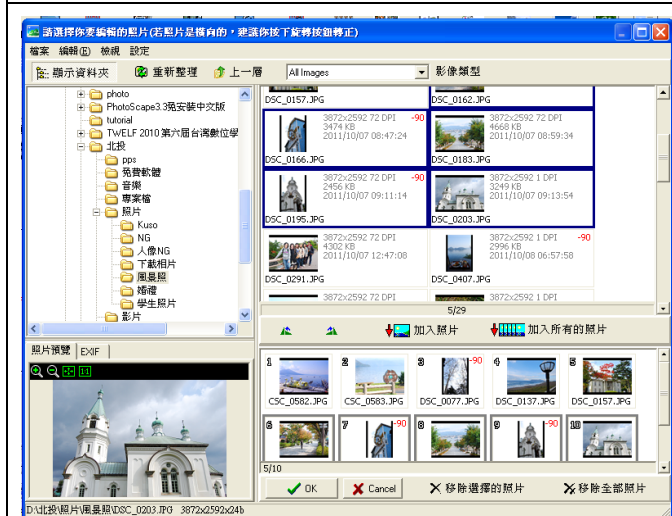 請選擇你要編輯的照片(若照片是橫向的，建議你按下旋轉按鈕轉正)
檔案 編輯(E) 檢視 設定
顯示資料夾 重新整理 上一層 All Images 影像類型
photo
PhotoScape3.3免安裝中文版
tutorial
TWELF 2010 第六屆台灣數位學
北投
pps
免費軟體
音樂
專案檔
照片
Kuso
NG
人像NG
下載相片
風景照
婚禮
學生照片
影片
DSC_0157.JPG DSC_0162.JPG
3872x2592 72 DPI -90
3474 KB
2011/10/07 08:47:24
DSC_0166.JPG
3872x2592 72 DPI
4668 KB
2011/10/07 08:59:34
DSC_0183.JPG
3872x2592 72 DPI -90
2456 KB
2011/10/07 09:11:14
DSC_0195.JPG
3872x2592 1 DPI
3249 KB
2011/10/07 09:13:54
DSC_0203.JPG
3872x2592 72 DPI
4302 KB
2011/10/07 12:47:08
DSC_0291.JPG
3872x2592 1 DPI -90
2996 KB
2011/10/08 06:57:58
DSC_0407.JPG
3872x2592 72 DPI 3872x2592 1 DPI
5/29
加入照片 加入所有的照片
照片預覽 EXIF
1 2 3 -90 4 5
CSC_0582.JPG CSC_0583.JPG DSC_0077.JPG DSC_0137.JPG DSC_0157.JPG
6 7 -90 8 9 -90 10
5/10
OK Cancel 移除選擇的照片 移除全部照片
D:\北投\照片\風景照\DSC_0203.JPG 3872x2592x24b